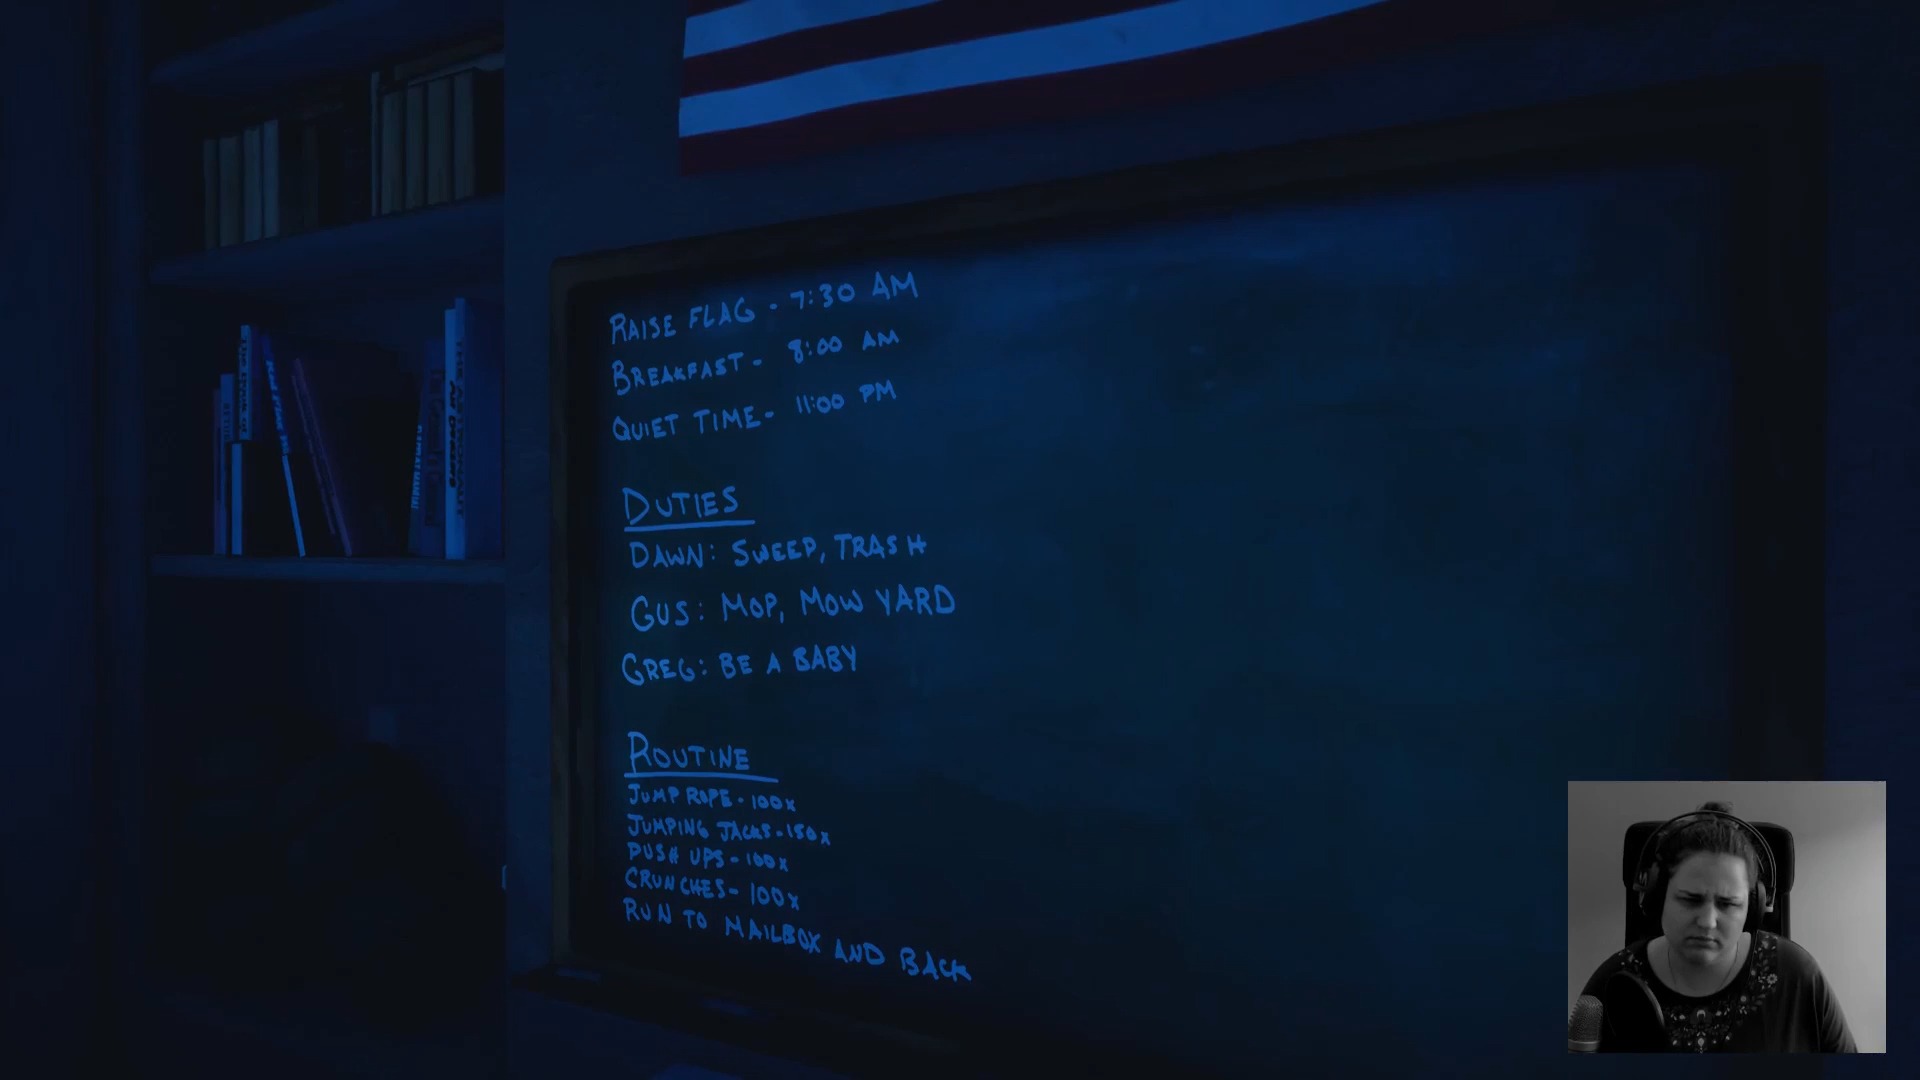 RAISE FLAG - 7:30 AM
BREAKFAST - 8:00 AM
QUIET TIME - 11:00 PM
DUTIES
DAWN: SWEEP, TRASH
GUS: MOP, MOW YARD
GREG: BE A BABY
ROUTINE
JUMP ROPE - 100X
JUMPING JACKS - 150X
PUSH UPS - 100X
CRUNCHES - 100X
RUN TO MAILBOX AND BACK